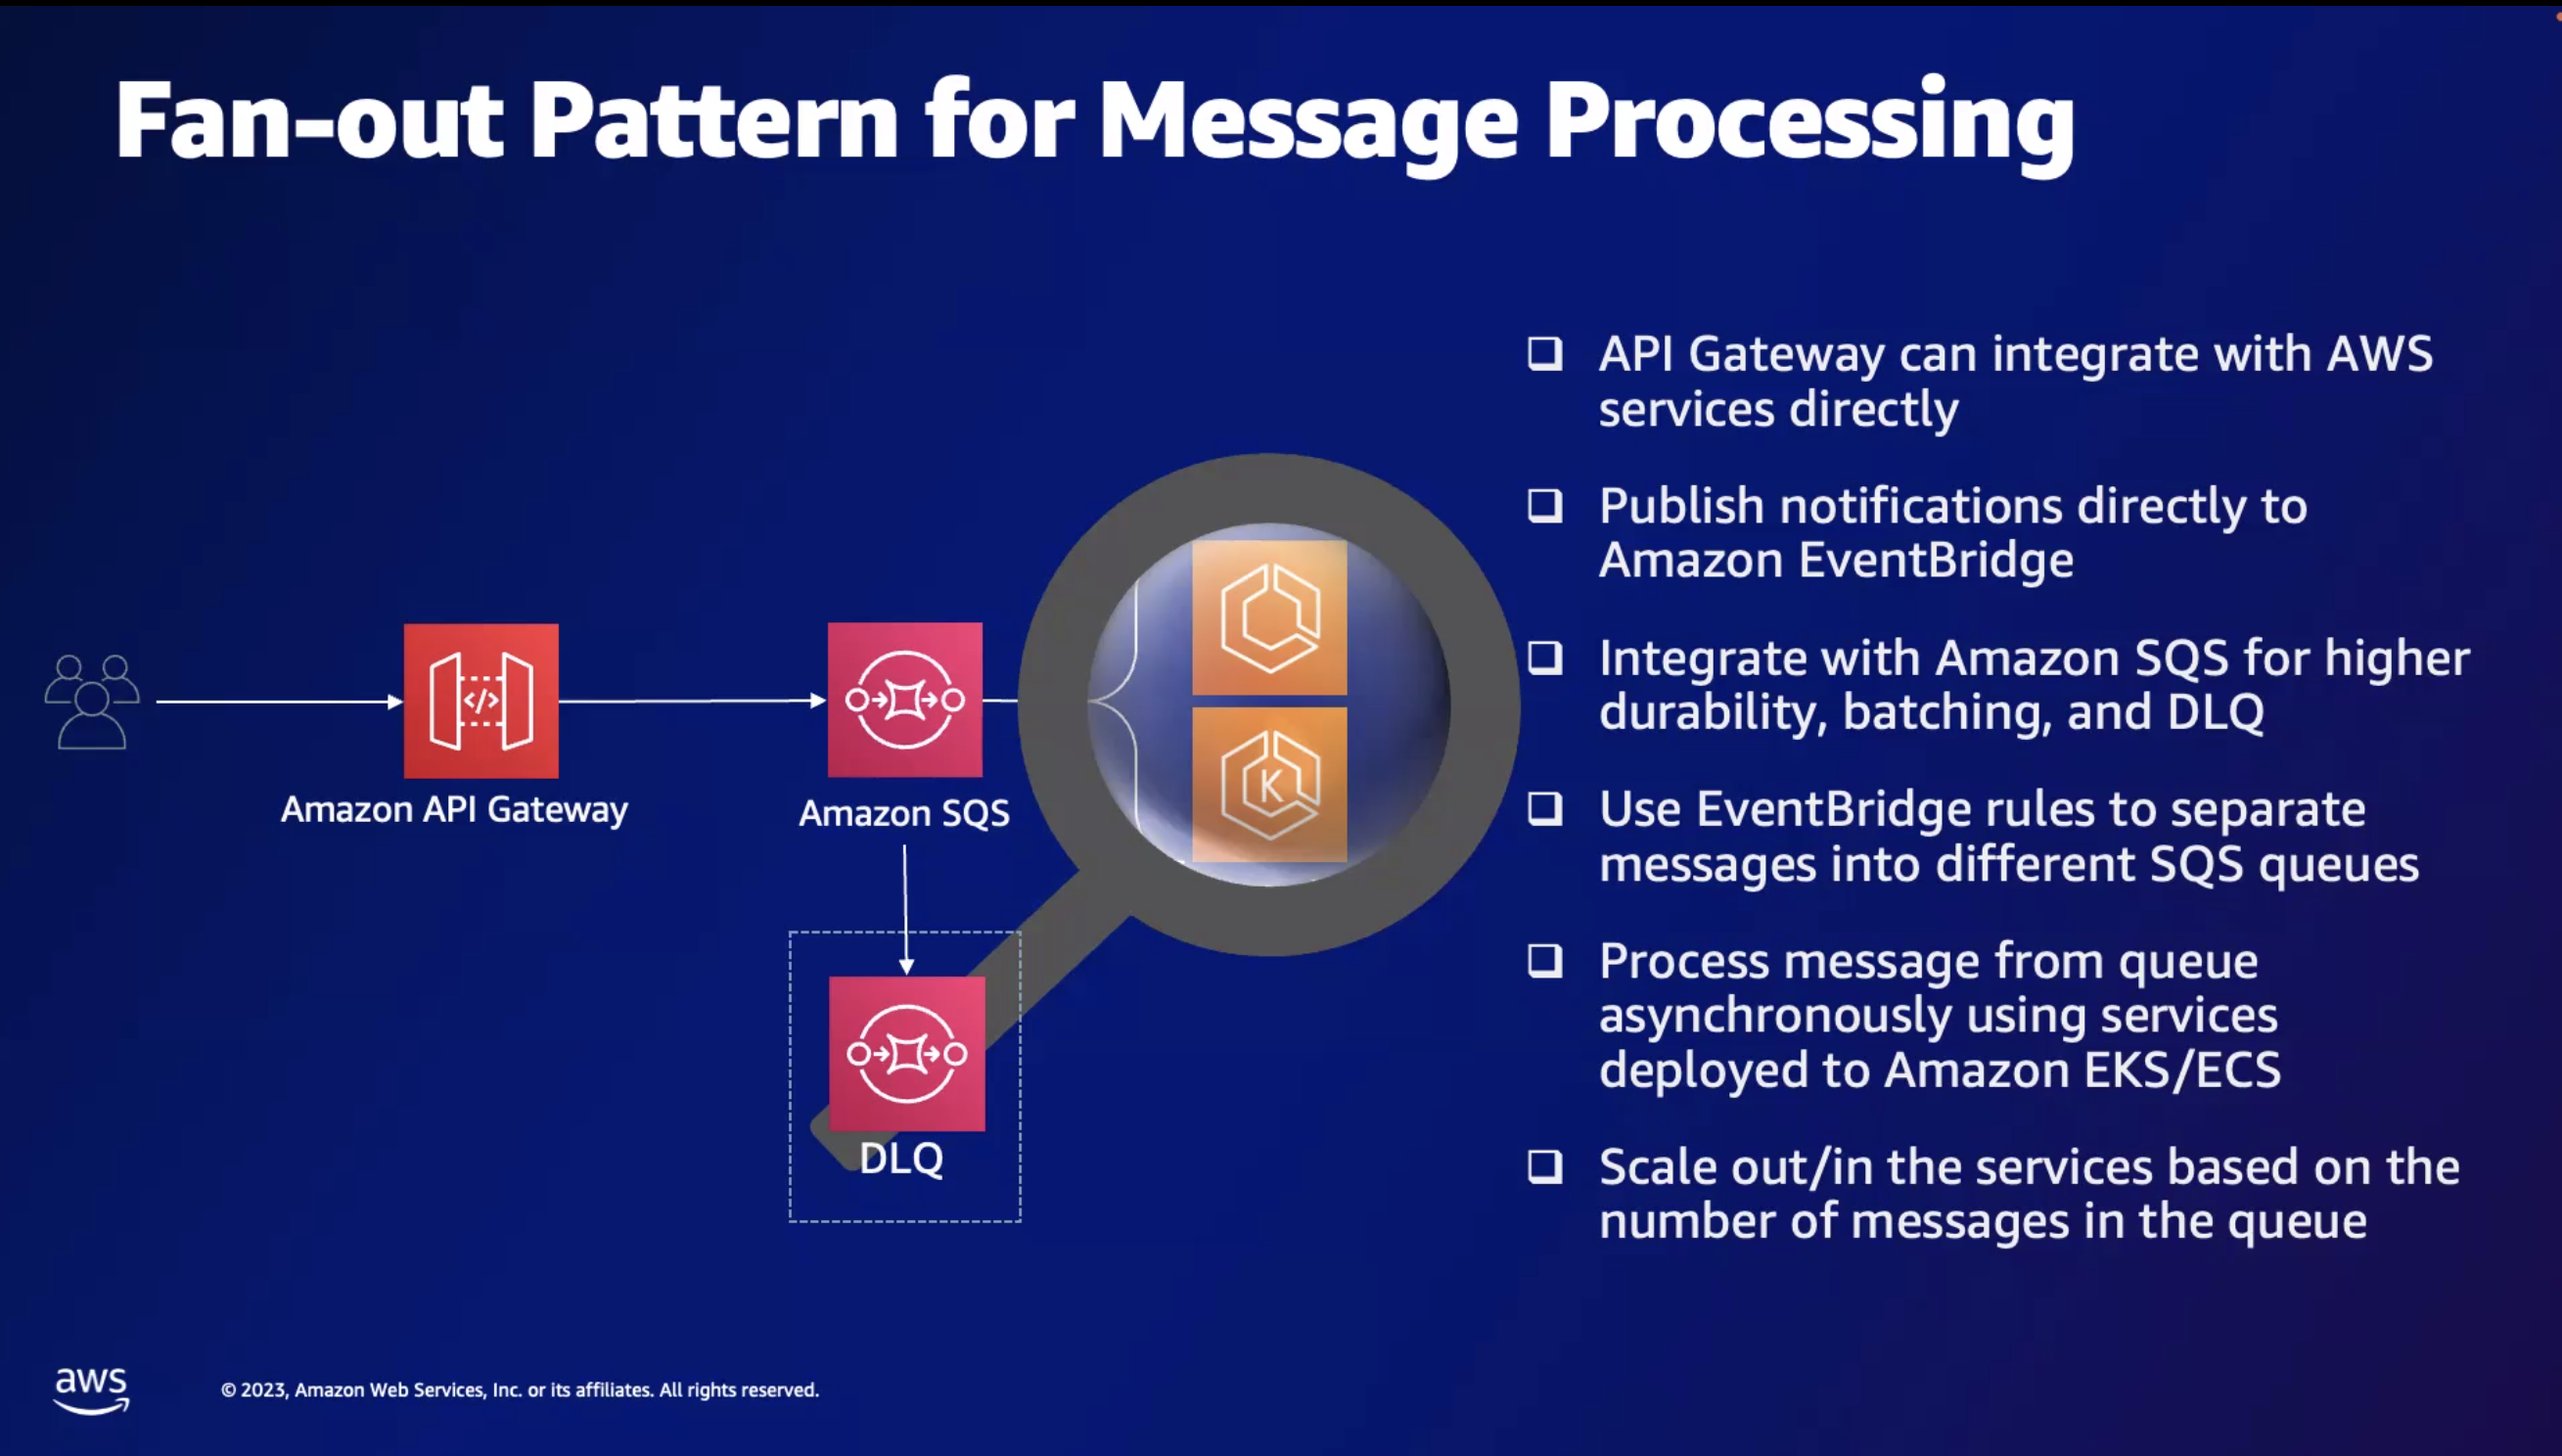 Fan-out Pattern for Message Processing
API Gateway can integrate with AWS
services directly
Publish notifications directly to
Amazon EventBridge
Integrate with Amazon SQS for higher
durability, batching, and DLQ
Use EventBridge rules to separate
messages into different SQS queues
Process message from queue
asynchronously using services
deployed to Amazon EKS/ECS
Scale out/in the services based on the
number of messages in the queue
</>
Amazon API Gateway
Amazon SQS
K
DLQ
aws
© 2023, Amazon Web Services, Inc. or its affiliates. All rights reserved.